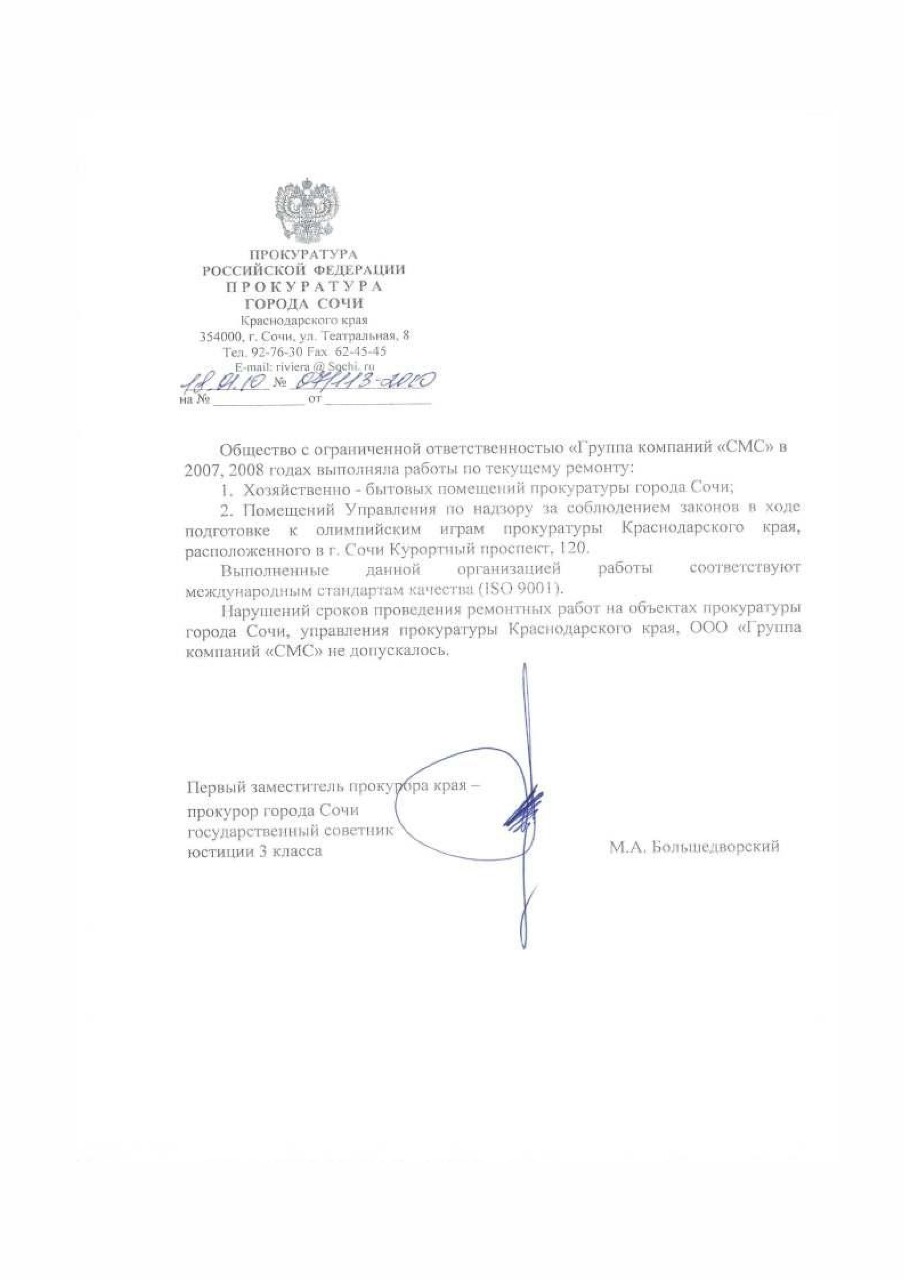 ПРОКУРАТУРА
РОССИЙСКОЙ ФЕДЕРАЦИИ
ПРОКУРАТУРА
ГОРОДА СОЧИ
Краснодарского края
354000, г. Сочи, ул. Театральная, 8
Тел. 92-76-30 Fax 62-45-45
E-mail: riviera @ Sochi. ru
18.01.10 № 07/113-2010
на № ______________ от ________________
Общество с ограниченной ответственностью «Группа компаний «СМС» в
2007, 2008 годах выполняла работы по текущему ремонту:
1. Хозяйственно - бытовых помещений прокуратуры города Сочи;
2. Помещений Управления по надзору за соблюдением законов в ходе
подготовке к олимпийским играм прокуратуры Краснодарского края,
расположенного в г. Сочи Курортный проспект, 120.
Выполненные данной организацией работы соответствуют
международным стандартам качества (ISO 9001).
Нарушений сроков проведения ремонтных работ на объектах прокуратуры
города Сочи, управления прокуратуры Краснодарского края, ООО «Группа
компаний «СМС» не допускалось.
Первый заместитель прокурора края –
прокурор города Сочи
государственный советник
юстиции 3 класса М.А. Большедворский